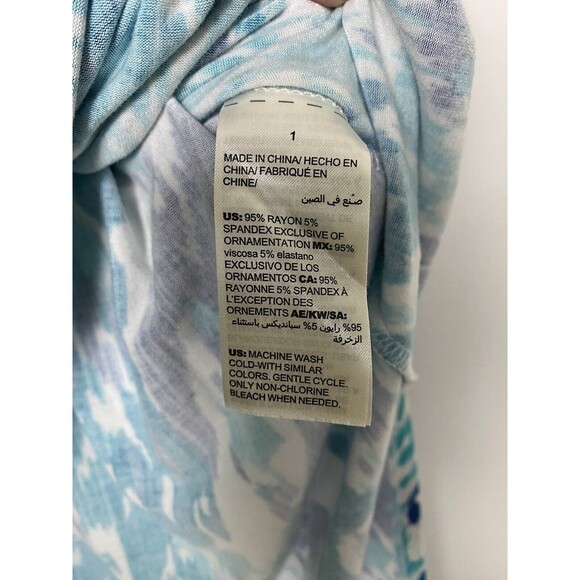 1
MADE IN CHINA/ HECHO EN
CHINA/ FABRIQUÉ EN
CHINE/
صنع في الصين
US: 95% RAYON 5%
SPANDEX EXCLUSIVE OF
ORNAMENTATION MX: 95%
viscosa 5% elastano
EXCLUSIVO DE LOS
ORNAMENTOS CA: 95%
RAYONNE 5% SPANDEX À
L'EXCEPTION DES
ORNEMENTS AE/KW/SA:
95% رايون 5% سبانديكس باستثناء
الزخرفة
US: MACHINE WASH
COLD-WITH SIMILAR
COLORS. GENTLE CYCLE.
ONLY NON-CHLORINE
BLEACH WHEN NEEDED.